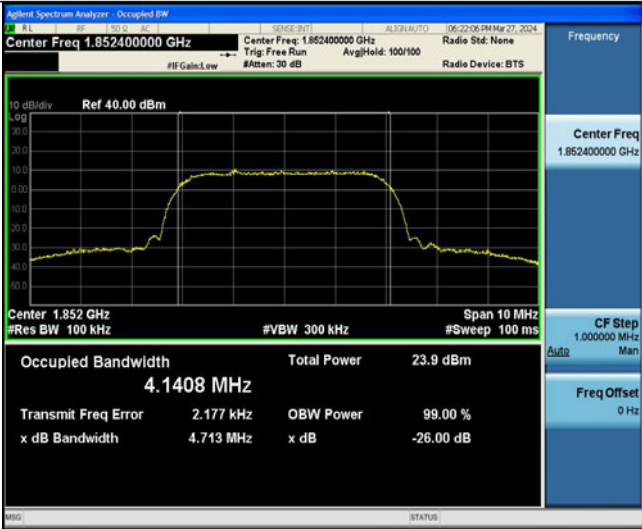 Agilent Spectrum Analyzer - Occupied BW
RL RF 50 Ω AC SENSE:INT ALIGNAUTO 06:22:06 PM Mar 27, 2024
Center Freq 1.852400000 GHz
Center Freq: 1.852400000 GHz
Radio Std: None
Trig: Free Run Avg|Hold: 100/100
#IFGain:Low
#Atten: 30 dB
Radio Device: BTS
10 dB/div Ref 40.00 dBm
Log
30.0
20.0
10.0
0.00
-10.0
-20.0
-30.0
-40.0
-50.0
Center 1.852 GHz Span 10 MHz
#Res BW 100 kHz #VBW 300 kHz #Sweep 100 ms
Occupied Bandwidth Total Power 23.9 dBm
4.1408 MHz
Transmit Freq Error 2.177 kHz OBW Power 99.00 %
x dB Bandwidth 4.713 MHz x dB -26.00 dB
MSG STATUS
Frequency
Center Freq
1.852400000 GHz
CF Step
1.000000 MHz
Auto Man
Freq Offset
0 Hz